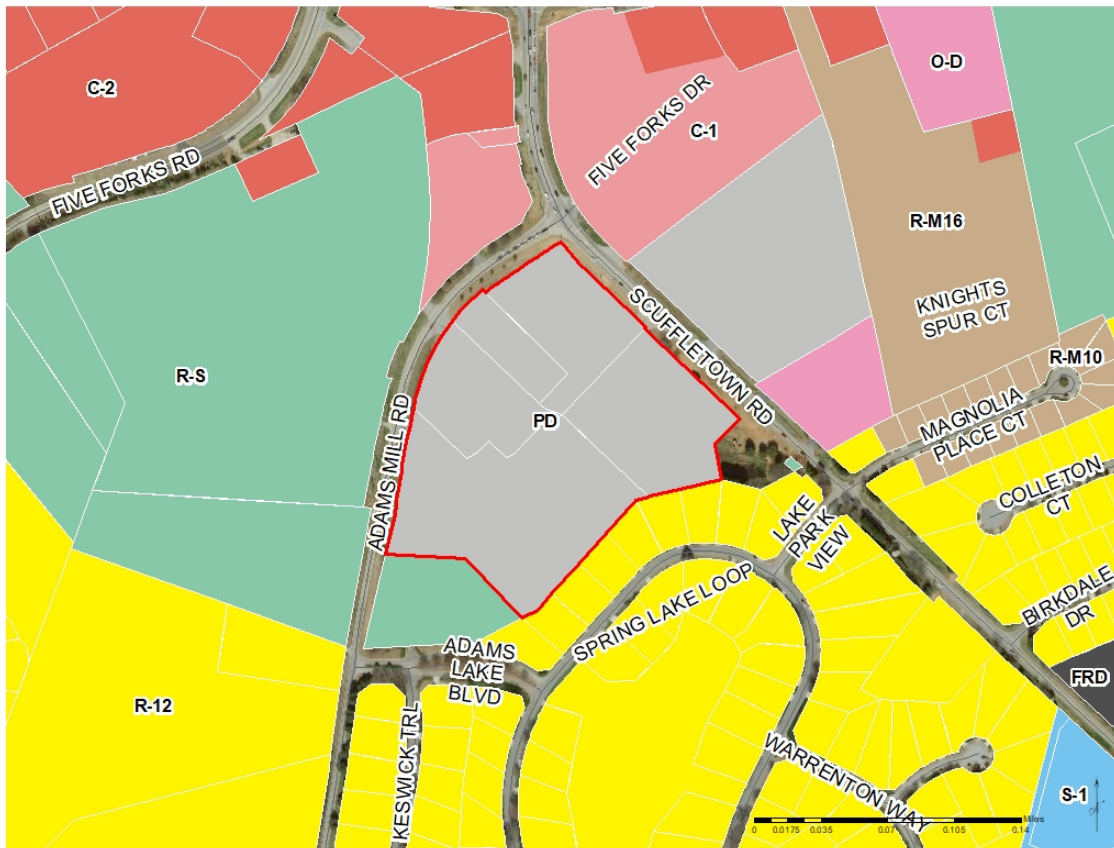 C-2
O-D
FIVE FORKS DR
C-1
FIVE FORKS RD
R-M16
KNIGHTS
SPUR CT
SCUFFLETOWN RD
R-M10
R-S
MAGNOLIA
PLACE CT
PD
ADAMS MILL RD
COLLETON
CT
LAKE
PARK
VIEW
SPRING LAKE LOOP
BIRKDALE
DR
ADAMS
LAKE
BLVD
FRD
R-12
KESWICK TRL
WARRENTON WAY
S-1
Miles
0 0.0175 0.035 0.07 0.105 0.14
N